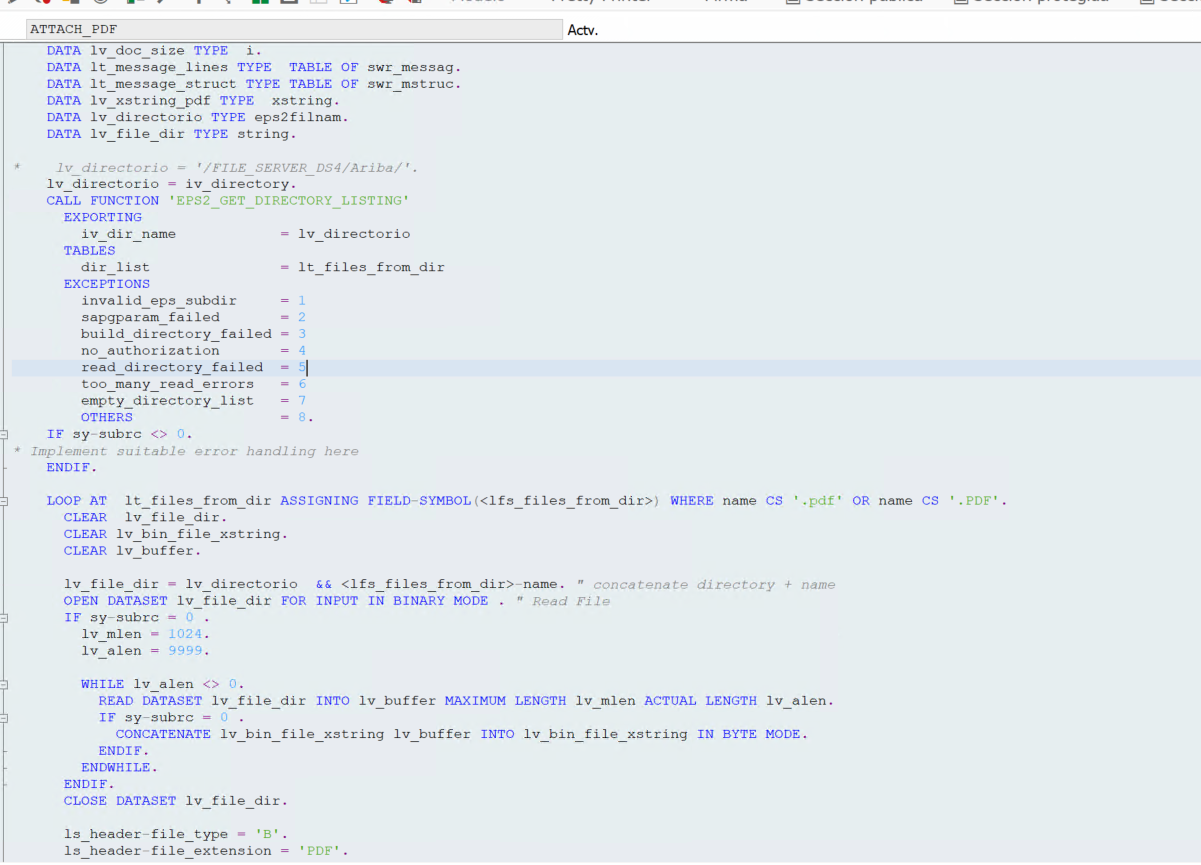 ATTACH_PDF
Actv.
DATA lv_doc_size TYPE  i.
DATA lt_message_lines TYPE  TABLE OF swr_messag.
DATA lt_message_struct TYPE TABLE OF swr_mstruc.
DATA lv_xstring_pdf TYPE  xstring.
DATA lv_directorio TYPE eps2filnam.
DATA lv_file_dir TYPE string.
*    lv_directorio = '/FILE_SERVER_DS4/Ariba/'.
lv_directorio = iv_directory.
CALL FUNCTION 'EPS2_GET_DIRECTORY_LISTING'
EXPORTING
iv_dir_name            = lv_directorio
TABLES
dir_list               = lt_files_from_dir
EXCEPTIONS
invalid_eps_subdir     = 1
sapgparam_failed       = 2
build_directory_failed = 3
no_authorization       = 4
read_directory_failed  = 5
too_many_read_errors   = 6
empty_directory_list   = 7
OTHERS                 = 8.
IF sy-subrc <> 0.
* Implement suitable error handling here
ENDIF.
LOOP AT  lt_files_from_dir ASSIGNING FIELD-SYMBOL(<lfs_files_from_dir>) WHERE name CS '.pdf' OR name CS '.PDF'.
CLEAR  lv_file_dir.
CLEAR lv_bin_file_xstring.
CLEAR lv_buffer.
lv_file_dir = lv_directorio  && <lfs_files_from_dir>-name. " concatenate directory + name
OPEN DATASET lv_file_dir FOR INPUT IN BINARY MODE . " Read File
IF sy-subrc = 0 .
lv_mlen = 1024.
lv_alen = 9999.
WHILE lv_alen <> 0.
READ DATASET lv_file_dir INTO lv_buffer MAXIMUM LENGTH lv_mlen ACTUAL LENGTH lv_alen.
IF sy-subrc = 0 .
CONCATENATE lv_bin_file_xstring lv_buffer INTO lv_bin_file_xstring IN BYTE MODE.
ENDIF.
ENDWHILE.
ENDIF.
CLOSE DATASET lv_file_dir.
ls_header-file_type = 'B'.
ls_header-file_extension = 'PDF'.